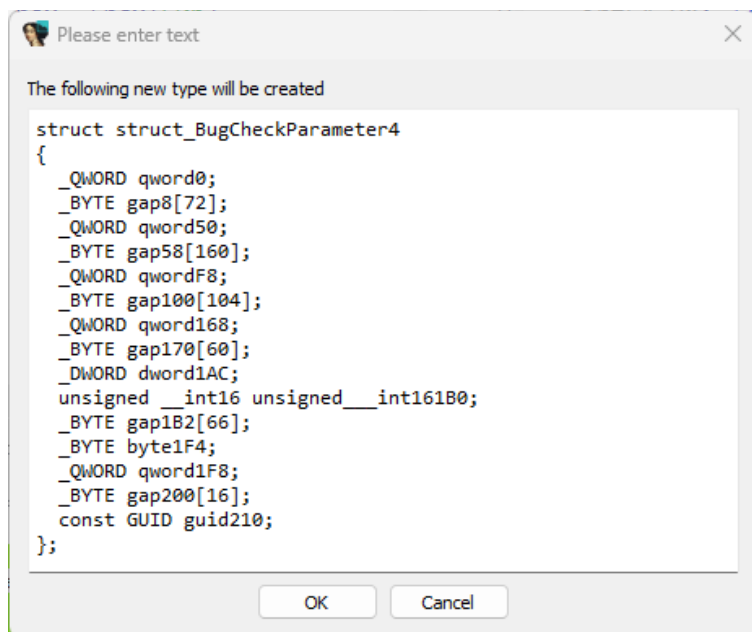 Please enter text
The following new type will be created
struct struct_BugCheckParameter4
{
  _QWORD qword0;
  _BYTE gap8[72];
  _QWORD qword50;
  _BYTE gap58[160];
  _QWORD qwordF8;
  _BYTE gap100[104];
  _QWORD qword168;
  _BYTE gap170[60];
  _DWORD dword1AC;
  unsigned __int16 unsigned___int161B0;
  _BYTE gap1B2[66];
  _BYTE byte1F4;
  _QWORD qword1F8;
  _BYTE gap200[16];
  const GUID guid210;
};
OK
Cancel